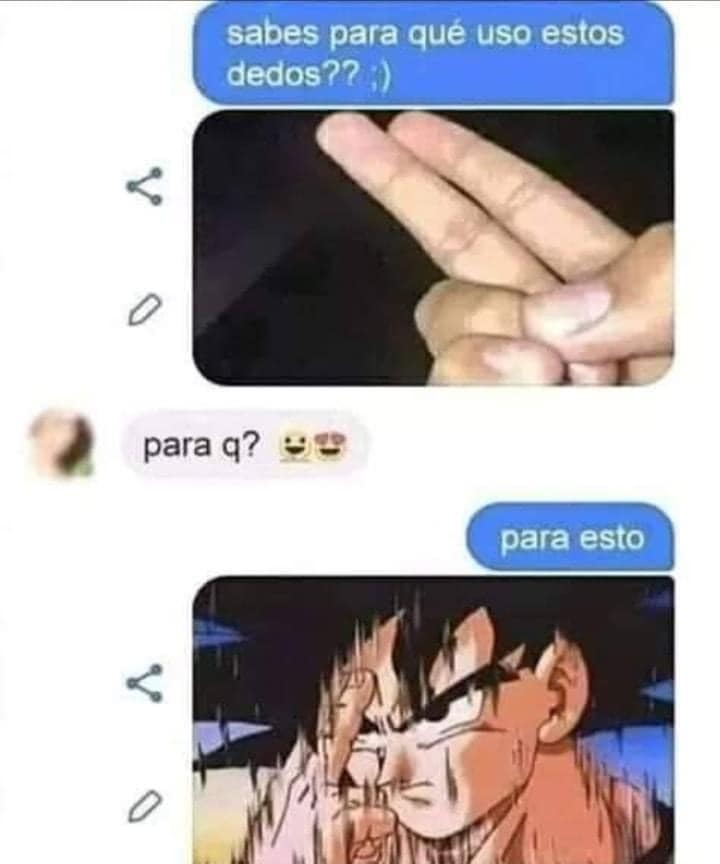 sabes para qué uso estos
dedos?? ;)
para q? 😀😍
para esto